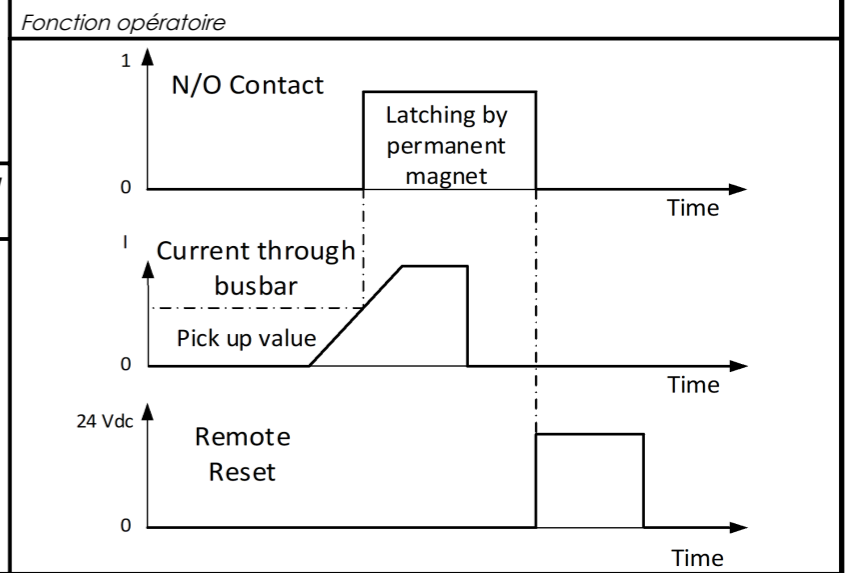 Fonction opératoire
1
N/O Contact
Latching by
permanent
magnet
0
Time
I
Current through
busbar
Pick up value
0
Time
24 Vdc
Remote
Reset
0
Time